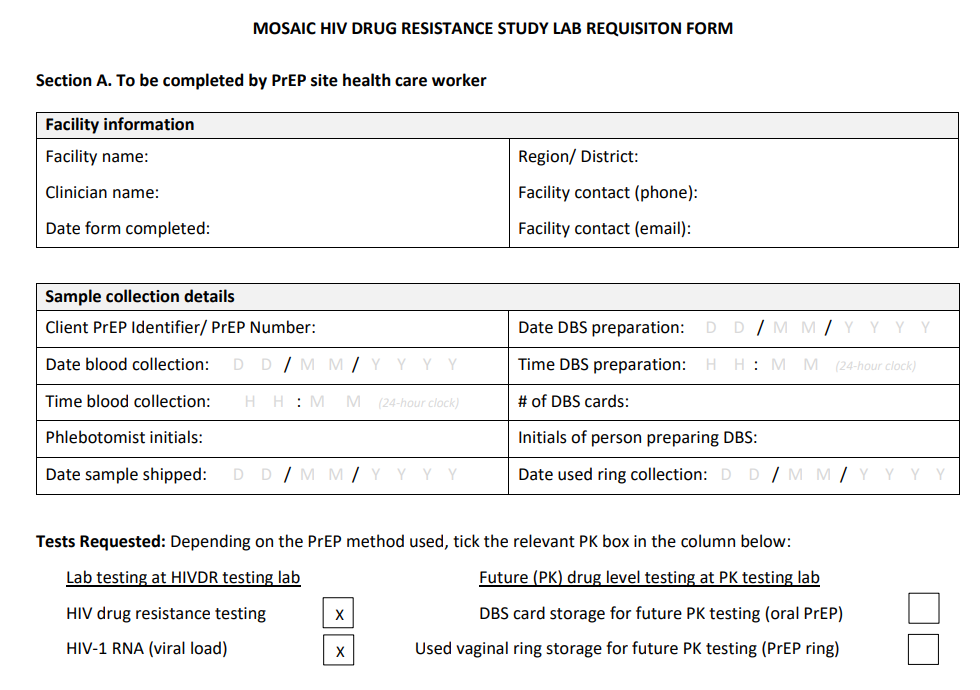 MOSAIC HIV DRUG RESISTANCE STUDY LAB REQUISITON FORM
Section A. To be completed by PrEP site health care worker
Facility information
Facility name:
Region/ District:
Clinician name:
Facility contact (phone):
Date form completed:
Facility contact (email):
Sample collection details
Client PrEP Identifier/ PrEP Number:
Date DBS preparation: D D / M M / Y Y Y Y
Date blood collection: D D / M M / Y Y Y Y
Time DBS preparation: H H : M M (24-hour clock)
Time blood collection: H H : M M (24-hour clock)
# of DBS cards:
Phlebotomist initials:
Initials of person preparing DBS:
Date sample shipped: D D / M M / Y Y Y Y
Date used ring collection: D D / M M / Y Y Y Y
Tests Requested: Depending on the PrEP method used, tick the relevant PK box in the column below:
Lab testing at HIVDR testing lab
Future (PK) drug level testing at PK testing lab
HIV drug resistance testing x
DBS card storage for future PK testing (oral PrEP)
HIV-1 RNA (viral load) x
Used vaginal ring storage for future PK testing (PrEP ring)